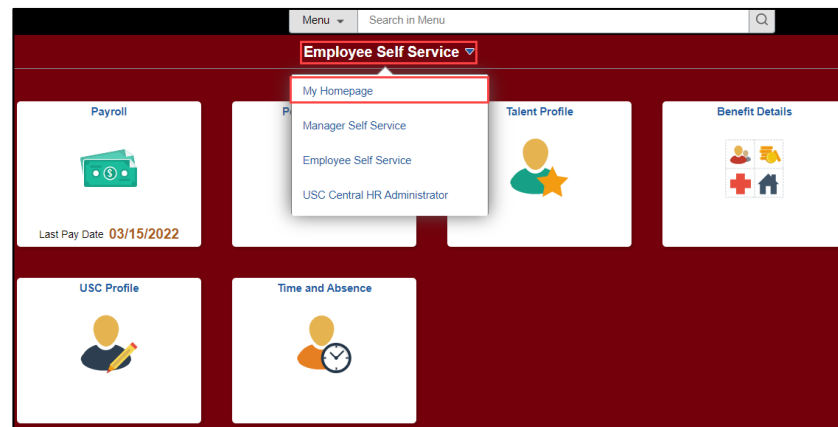 Menu
Search in Menu
Employee Self Service
My Homepage
Manager Self Service
Employee Self Service
USC Central HR Administrator
Payroll
Talent Profile
Benefit Details
Last Pay Date 03/15/2022
USC Profile
Time and Absence